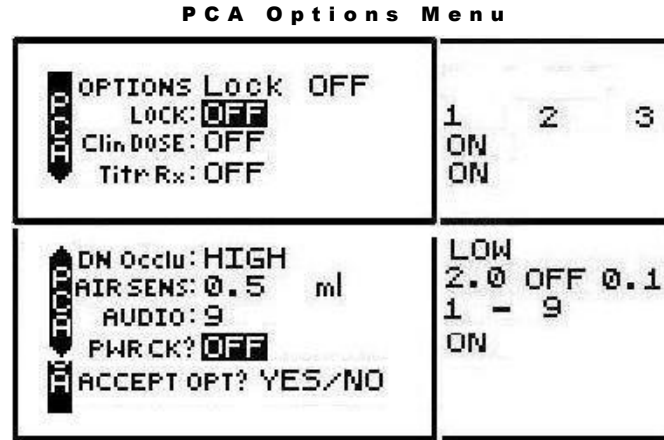 PCA Options Menu
OPTIONS Lock OFF
LOCK: OFF
1 2 3
Clin DOSE: OFF
ON
Titr Rx: OFF
ON
PCA
DN Occlu: HIGH
LOW
AIR SENS: 0.5 ml
2.0 OFF 0.1
AUDIO: 9
1 - 9
PWR CK? OFF
ON
ACCEPT OPT? YES/NO
PCSA